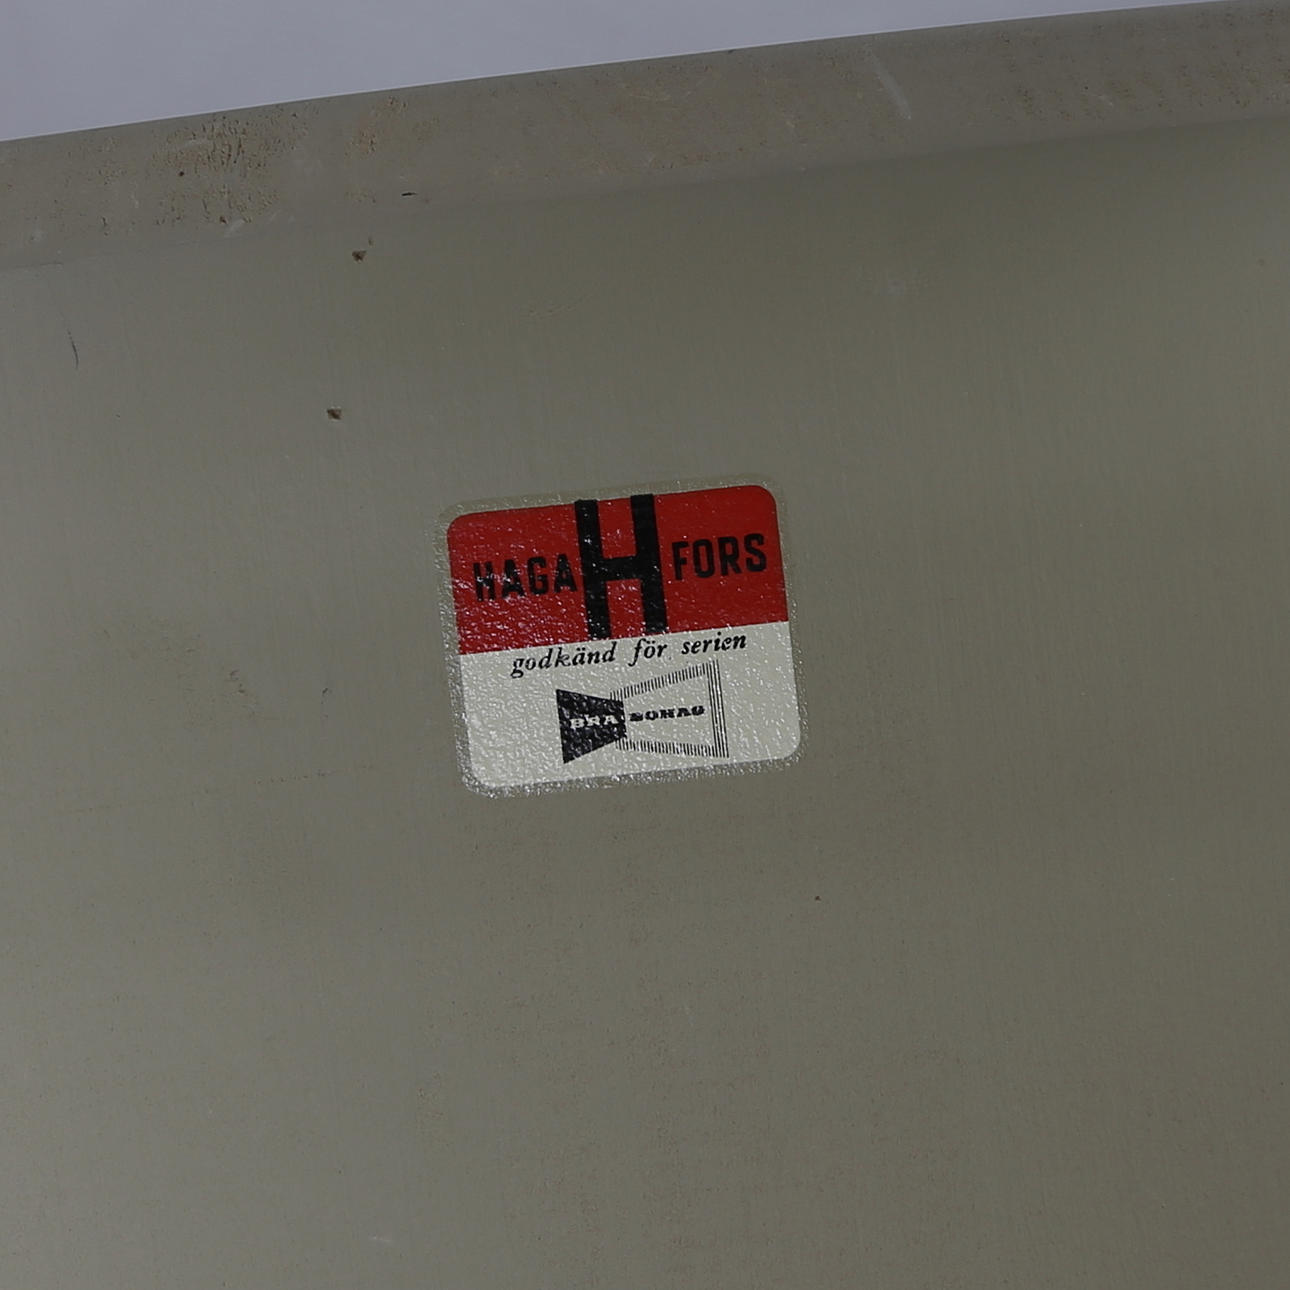 HAGA H FORS
godkänd för serien
BRA BOHAG